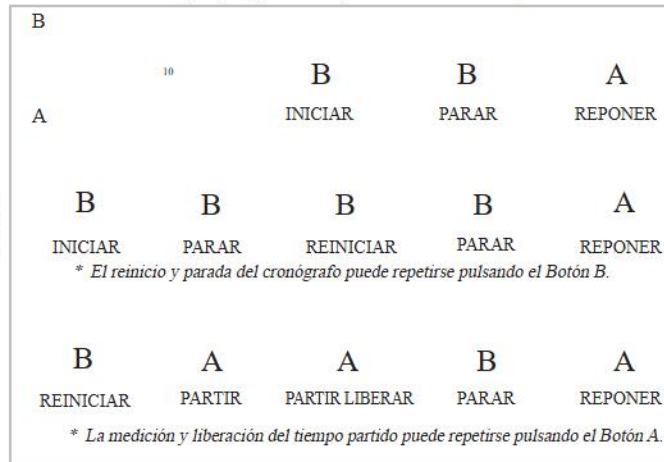 B
10 B B A
INICIAR PARAR REPONER
A
B B B B A
INICIAR PARAR REINICIAR PARAR REPONER
* El reinicio y parada del cronógrafo puede repetirse pulsando el Botón B.
B A A B A
REINICIAR PARTIR PARTIR LIBERAR PARAR REPONER
* La medición y liberación del tiempo partido puede repetirse pulsando el Botón A.